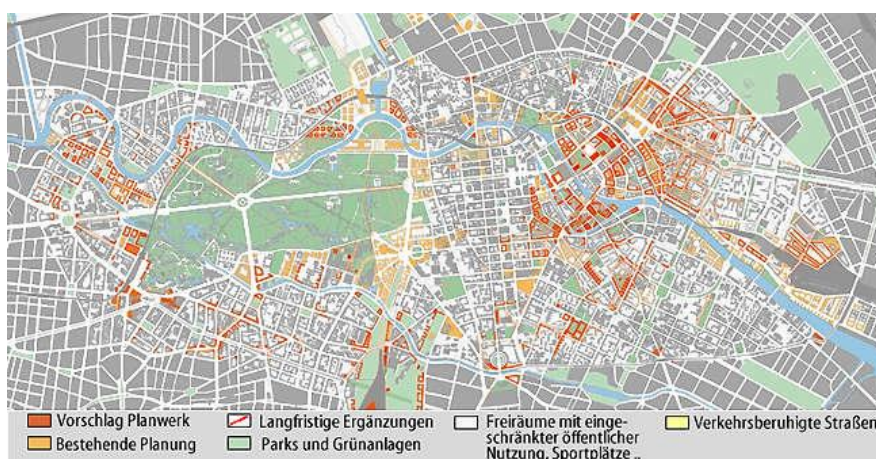 Vorschlag Planwerk
Bestehende Planung
Langfristige Ergänzungen
Parks und Grünanlagen
Freiräume mit einge-
schränkter öffentlicher
Nutzung, Sportplätze ..
Verkehrsberuhigte Straßen